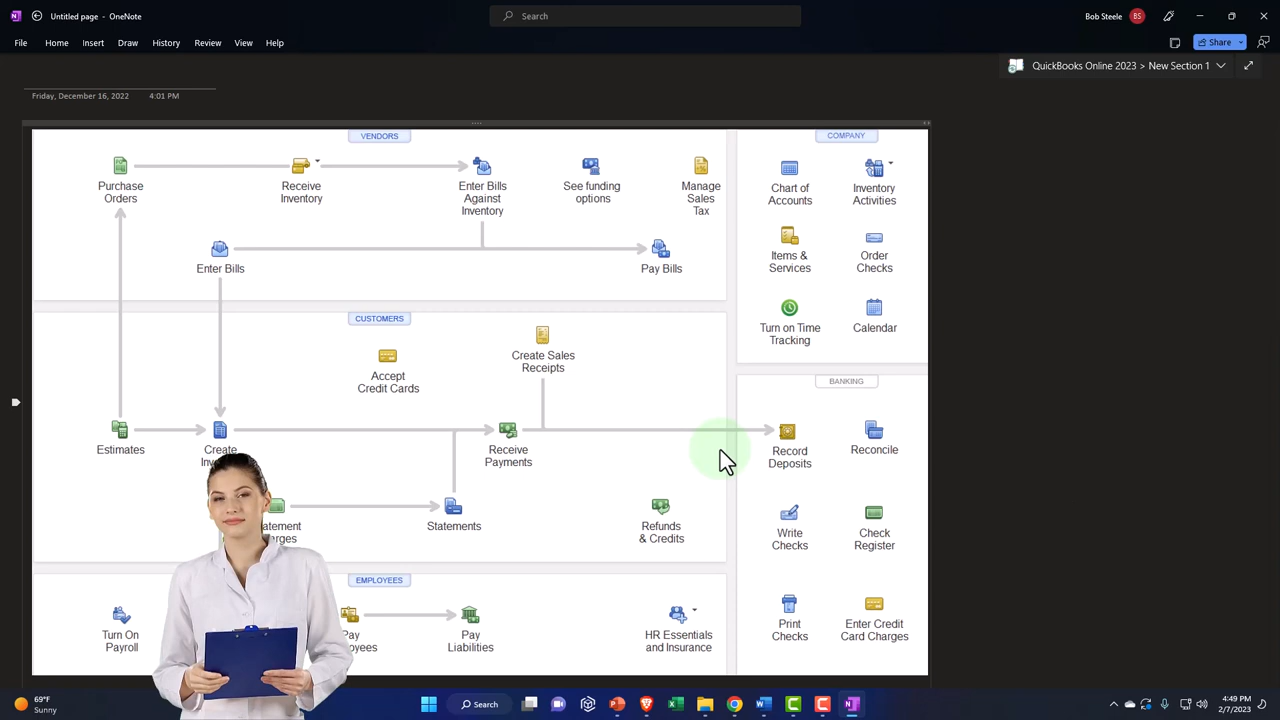 Untitled page - OneNote
Search
Bob Steele
BS
File
Home
Insert
Draw
History
Review
View
Help
Share
QuickBooks Online 2023 > New Section 1
Friday, December 16, 2022
4:01 PM
VENDORS
Purchase
Orders
Receive
Inventory
Enter Bills
Against
Inventory
See funding
options
Manage
Sales
Tax
Enter Bills
Pay Bills
COMPANY
Chart of
Accounts
Inventory
Activities
Items &
Services
Order
Checks
Turn on Time
Tracking
Calendar
CUSTOMERS
Create Sales
Receipts
Accept
Credit Cards
Estimates
Create
Receive
Payments
Statements
Refunds
& Credits
BANKING
Record
Deposits
Reconcile
Write
Checks
Check
Register
Print
Checks
Enter Credit
Card Charges
EMPLOYEES
Turn On
Payroll
Pay
Liabilities
HR Essentials
and Insurance
69°F
Sunny
Search
4:49 PM
2/7/2023